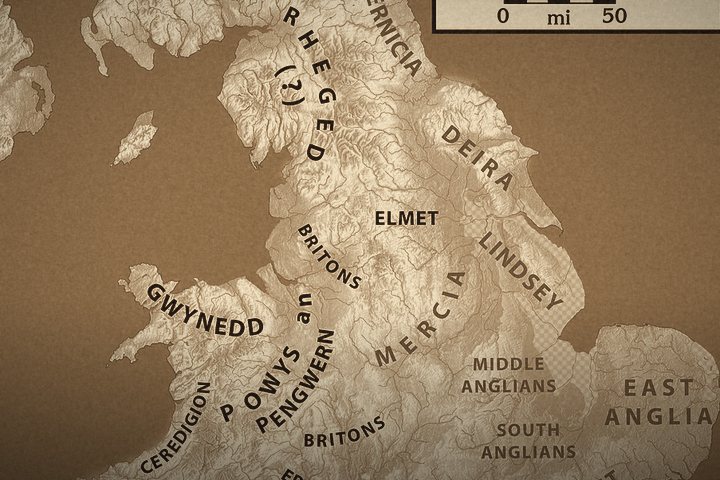 0 mi 50
ERNICIA
RHEGED
(?)
DEIRA
ELMET
LINDSEY
BRITONS
GWYNEDD
an
MERCIA
POWYS
PENGWERN
MIDDLE
ANGLIANS
EAST
ANGLIA
CEREDIGION
BRITONS
SOUTH
ANGLIANS